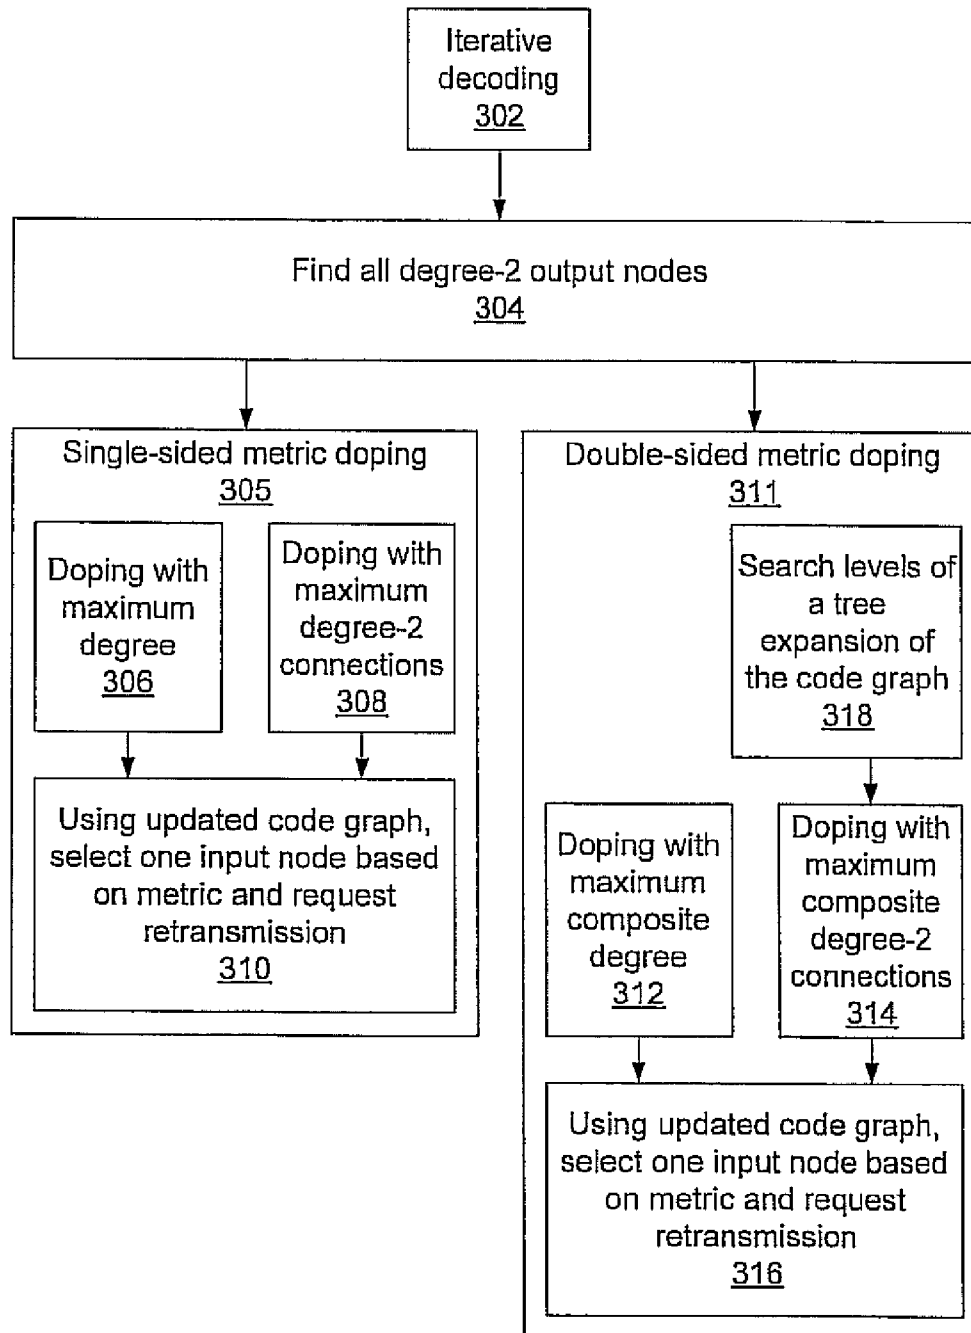 Iterative
decoding
302
Find all degree-2 output nodes
304
Single-sided metric doping
305
Doping with
maximum
degree
306
Doping with
maximum
degree-2
connections
308
Using updated code graph,
select one input node based
on metric and request
retransmission
310
Double-sided metric doping
311
Search levels of
a tree
expansion of
the code graph
318
Doping with
maximum
composite
degree
312
Doping with
maximum
composite
degree-2
connections
314
Using updated code graph,
select one input node based
on metric and request
retransmission
316